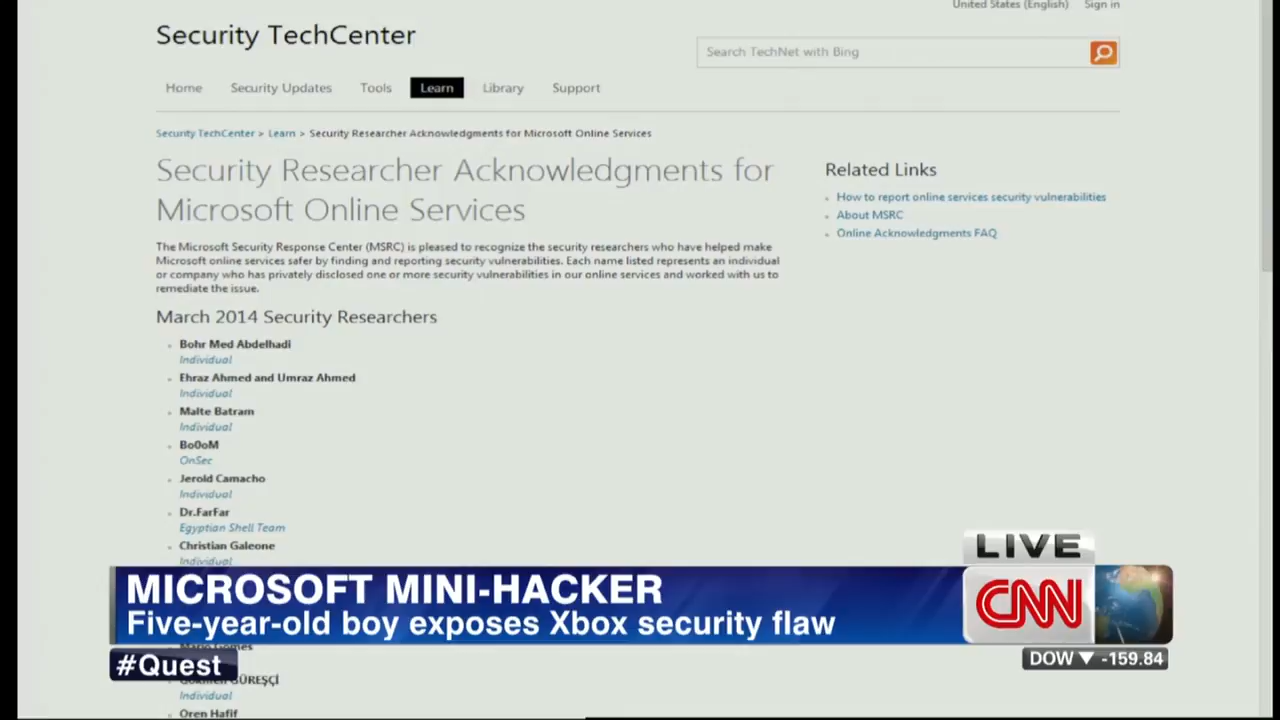 United States (English) Sign in
Security TechCenter
Search TechNet with Bing
Home Security Updates Tools Learn Library Support
Security TechCenter > Learn > Security Researcher Acknowledgments for Microsoft Online Services
Security Researcher Acknowledgments for
Microsoft Online Services
Related Links
How to report online services security vulnerabilities
About MSRC
Online Acknowledgments FAQ
The Microsoft Security Response Center (MSRC) is pleased to recognize the security researchers who have helped make
Microsoft online services safer by finding and reporting security vulnerabilities. Each name listed represents an individual
or company who has privately disclosed one or more security vulnerabilities in our online services and worked with us to
remediate the issue.
March 2014 Security Researchers
Bohr Med Abdelhadi
Individual
Ehraz Ahmed and Umraz Ahmed
Individual
Malte Batram
Individual
Bo0oM
OnSec
Jerold Camacho
Individual
Dr.FarFar
Egyptian Shell Team
Christian Galeone
Individual
LIVE
CNN
MICROSOFT MINI-HACKER
Five-year-old boy exposes Xbox security flaw
Gomes
#Quest
DOW ▼ -159.84
GÜREŞÇİ
Individual
Oren Hafif